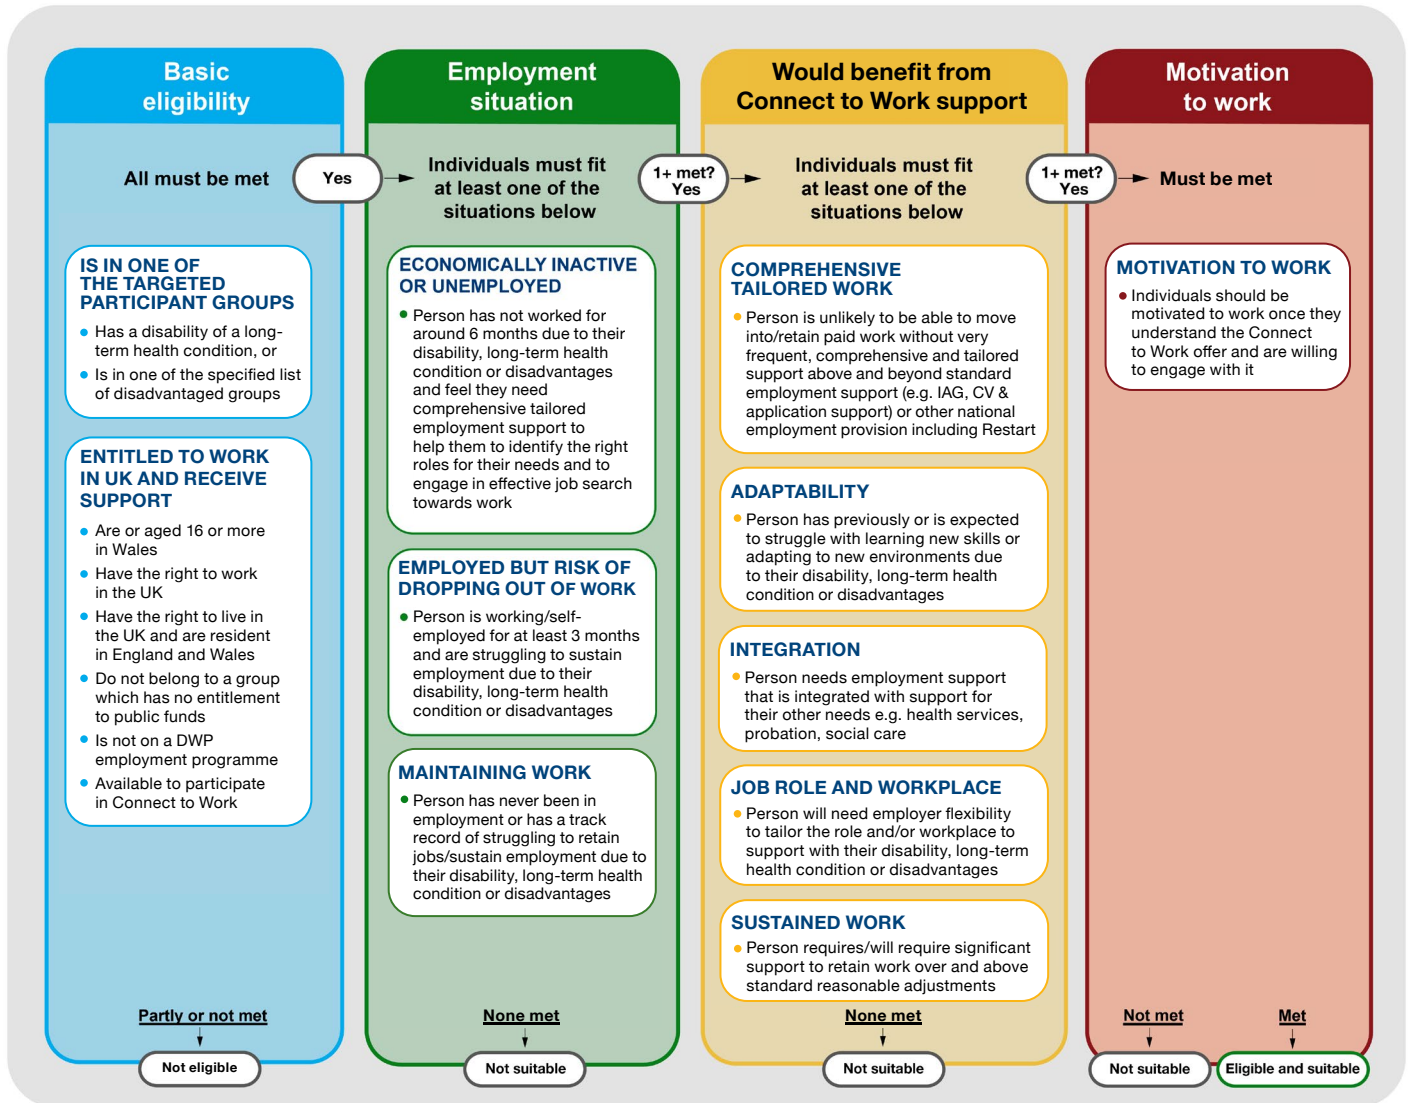 Basic
eligibility
All must be met
Yes
IS IN ONE OF
THE TARGETED
PARTICIPANT GROUPS
• Has a disability of a long-
term health condition, or
• Is in one of the specified list
of disadvantaged groups
ENTITLED TO WORK
IN UK AND RECEIVE
SUPPORT
• Are or aged 16 or more
in Wales
• Have the right to work
in the UK
• Have the right to live in
the UK and are resident
in England and Wales
• Do not belong to a group
which has no entitlement
to public funds
• Is not on a DWP
employment programme
• Available to participate
in Connect to Work
Partly or not met
Not eligible
Employment
situation
Individuals must fit
at least one of the
situations below
1+ met?
Yes
ECONOMICALLY INACTIVE
OR UNEMPLOYED
• Person has not worked for
around 6 months due to their
disability, long-term health
condition or disadvantages
and feel they need
comprehensive tailored
employment support to
help them to identify the right
roles for their needs and to
engage in effective job search
towards work
EMPLOYED BUT RISK OF
DROPPING OUT OF WORK
• Person is working/self-
employed for at least 3 months
and are struggling to sustain
employment due to their
disability, long-term health
condition or disadvantages
MAINTAINING WORK
• Person has never been in
employment or has a track
record of struggling to retain
jobs/sustain employment due to
their disability, long-term health
condition or disadvantages
None met
Not suitable
Would benefit from
Connect to Work support
Individuals must fit
at least one of the
situations below
1+ met?
Yes
COMPREHENSIVE
TAILORED WORK
• Person is unlikely to be able to move
into/retain paid work without very
frequent, comprehensive and tailored
support above and beyond standard
employment support (e.g. IAG, CV &
application support) or other national
employment provision including Restart
ADAPTABILITY
• Person has previously or is expected
to struggle with learning new skills or
adapting to new environments due
to their disability, long-term health
condition or disadvantages
INTEGRATION
• Person needs employment support
that is integrated with support for
their other needs e.g. health services,
probation, social care
JOB ROLE AND WORKPLACE
• Person will need employer flexibility
to tailor the role and/or workplace to
support with their disability, long-term
health condition or disadvantages
SUSTAINED WORK
• Person requires/will require significant
support to retain work over and above
standard reasonable adjustments
None met
Not suitable
Motivation
to work
Must be met
MOTIVATION TO WORK
• Individuals should be
motivated to work once they
understand the Connect
to Work offer and are willing
to engage with it
Not met
Not suitable
Met
Eligible and suitable